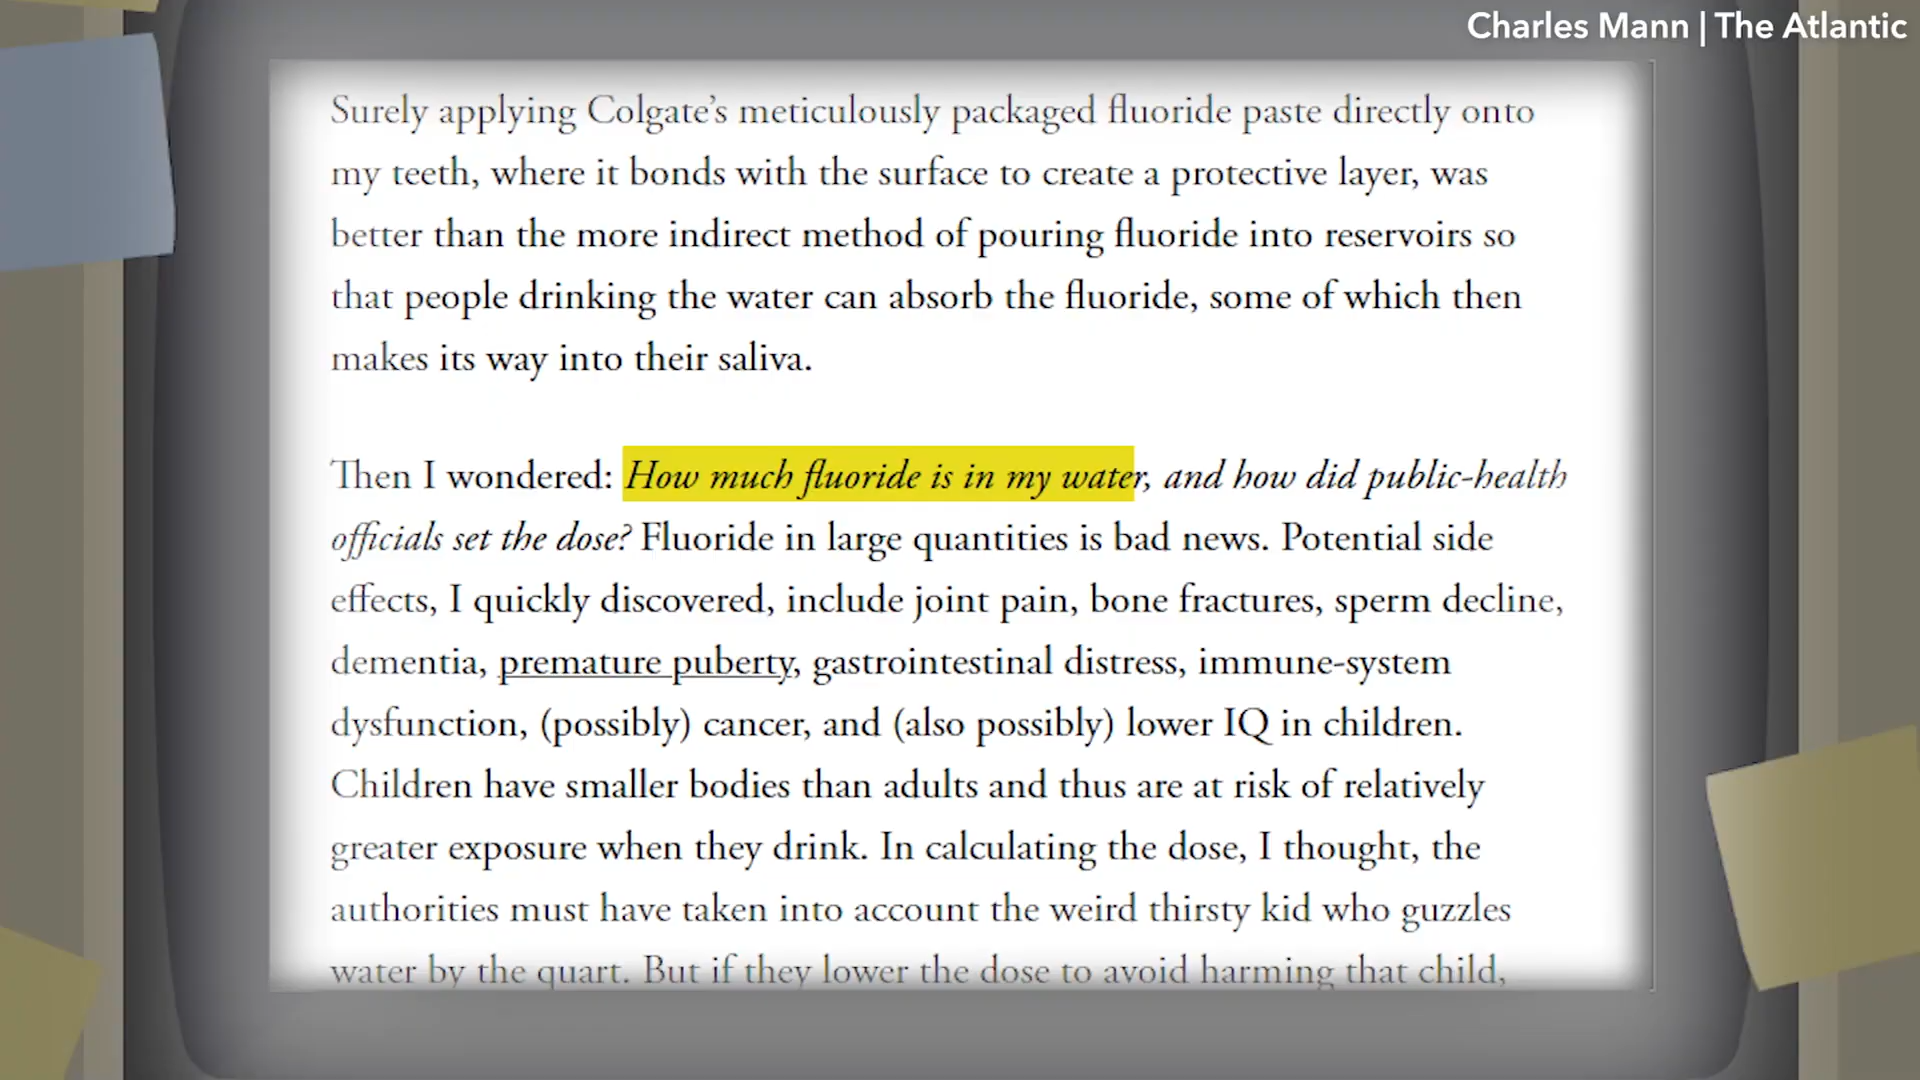 Charles Mann | The Atlantic
Surely applying Colgate’s meticulously packaged fluoride paste directly onto
my teeth, where it bonds with the surface to create a protective layer, was
better than the more indirect method of pouring fluoride into reservoirs so
that people drinking the water can absorb the fluoride, some of which then
makes its way into their saliva.
Then I wondered: How much fluoride is in my water, and how did public-health
officials set the dose? Fluoride in large quantities is bad news. Potential side
effects, I quickly discovered, include joint pain, bone fractures, sperm decline,
dementia, premature puberty, gastrointestinal distress, immune-system
dysfunction, (possibly) cancer, and (also possibly) lower IQ in children.
Children have smaller bodies than adults and thus are at risk of relatively
greater exposure when they drink. In calculating the dose, I thought, the
authorities must have taken into account the weird thirsty kid who guzzles
water by the quart. But if they lower the dose to avoid harming that child,